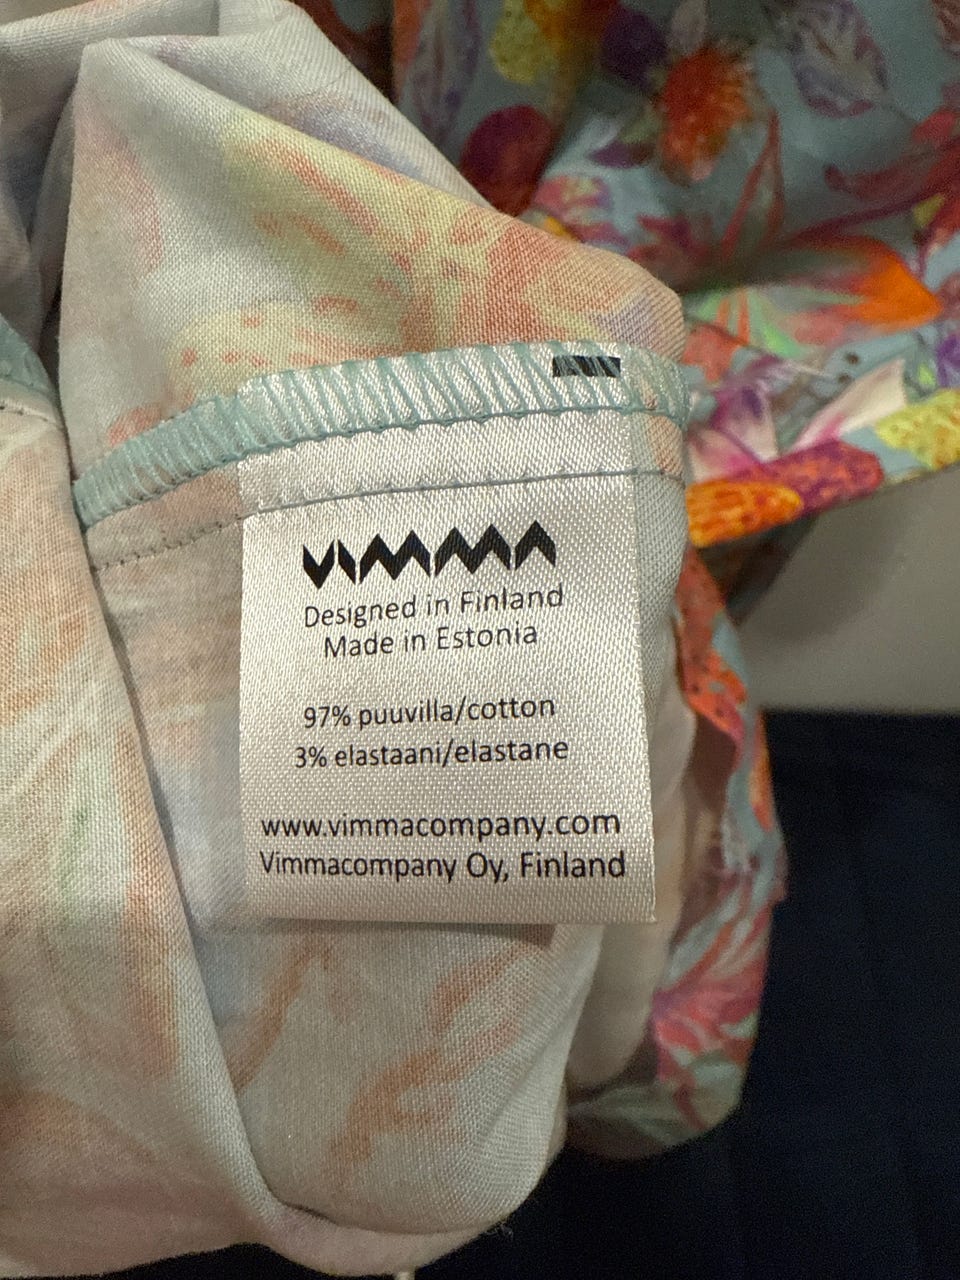 VIMMA
Designed in Finland
Made in Estonia
97% puuvilla/cotton
3% elastaani/elastane
www.vimmacompany.com
Vimmacompany Oy, Finland